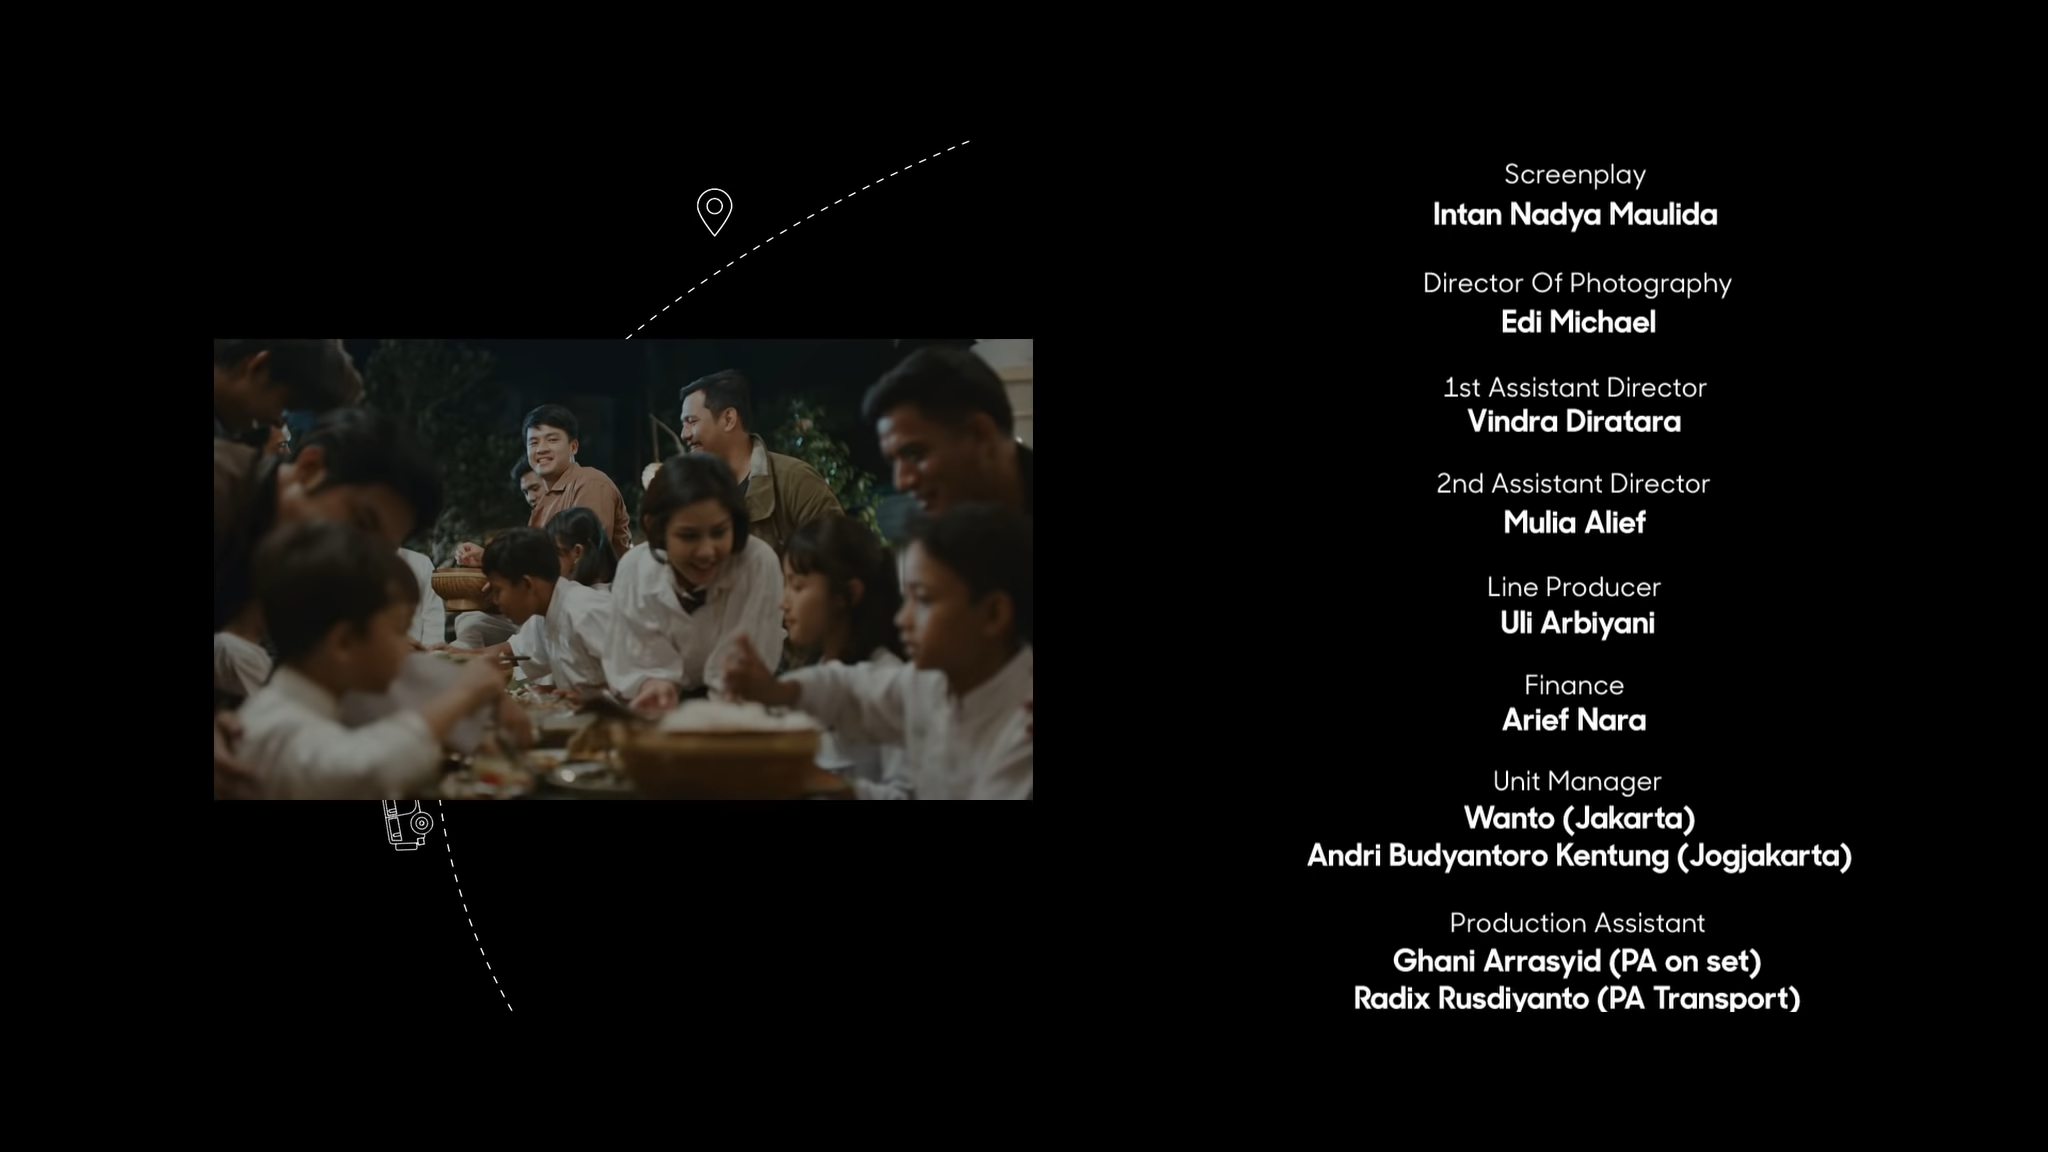 Screenplay
Intan Nadya Maulida
Director Of Photography
Edi Michael
1st Assistant Director
Vindra Diratara
2nd Assistant Director
Mulia Alief
Line Producer
Uli Arbiyani
Finance
Arief Nara
Unit Manager
Wanto (Jakarta)
Andri Budyantoro Kentung (Jogjakarta)
Production Assistant
Ghani Arrasyid (PA on set)
Radix Rusdiyanto (PA Transport)